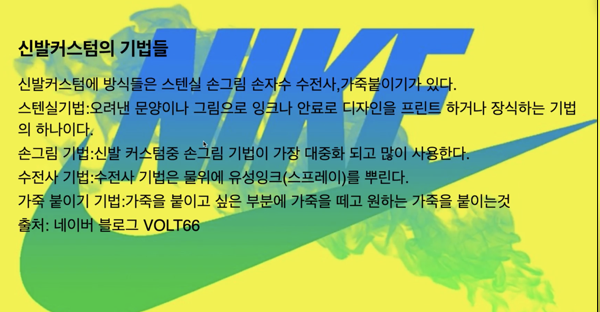 NIKE
신발커스텀의 기법들
신발커스텀에 방식들은 스텐실 손그림 손자수 수전사,가죽붙이기가 있다.
스텐실기법:오려낸 문양이나 그림으로 잉크나 안료로 디자인을 프린트 하거나 장식하는 기법
의 하나이다.
손그림 기법:신발 커스텀중 손그림 기법이 가장 대중화 되고 많이 사용한다.
수전사 기법:수전사 기법은 물위에 유성잉크(스프레이)를 뿌린다.
가죽 붙이기 기법:가죽을 붙이고 싶은 부분에 가죽을 떼고 원하는 가죽을 붙이는것
출처: 네이버 블로그 VOLT66